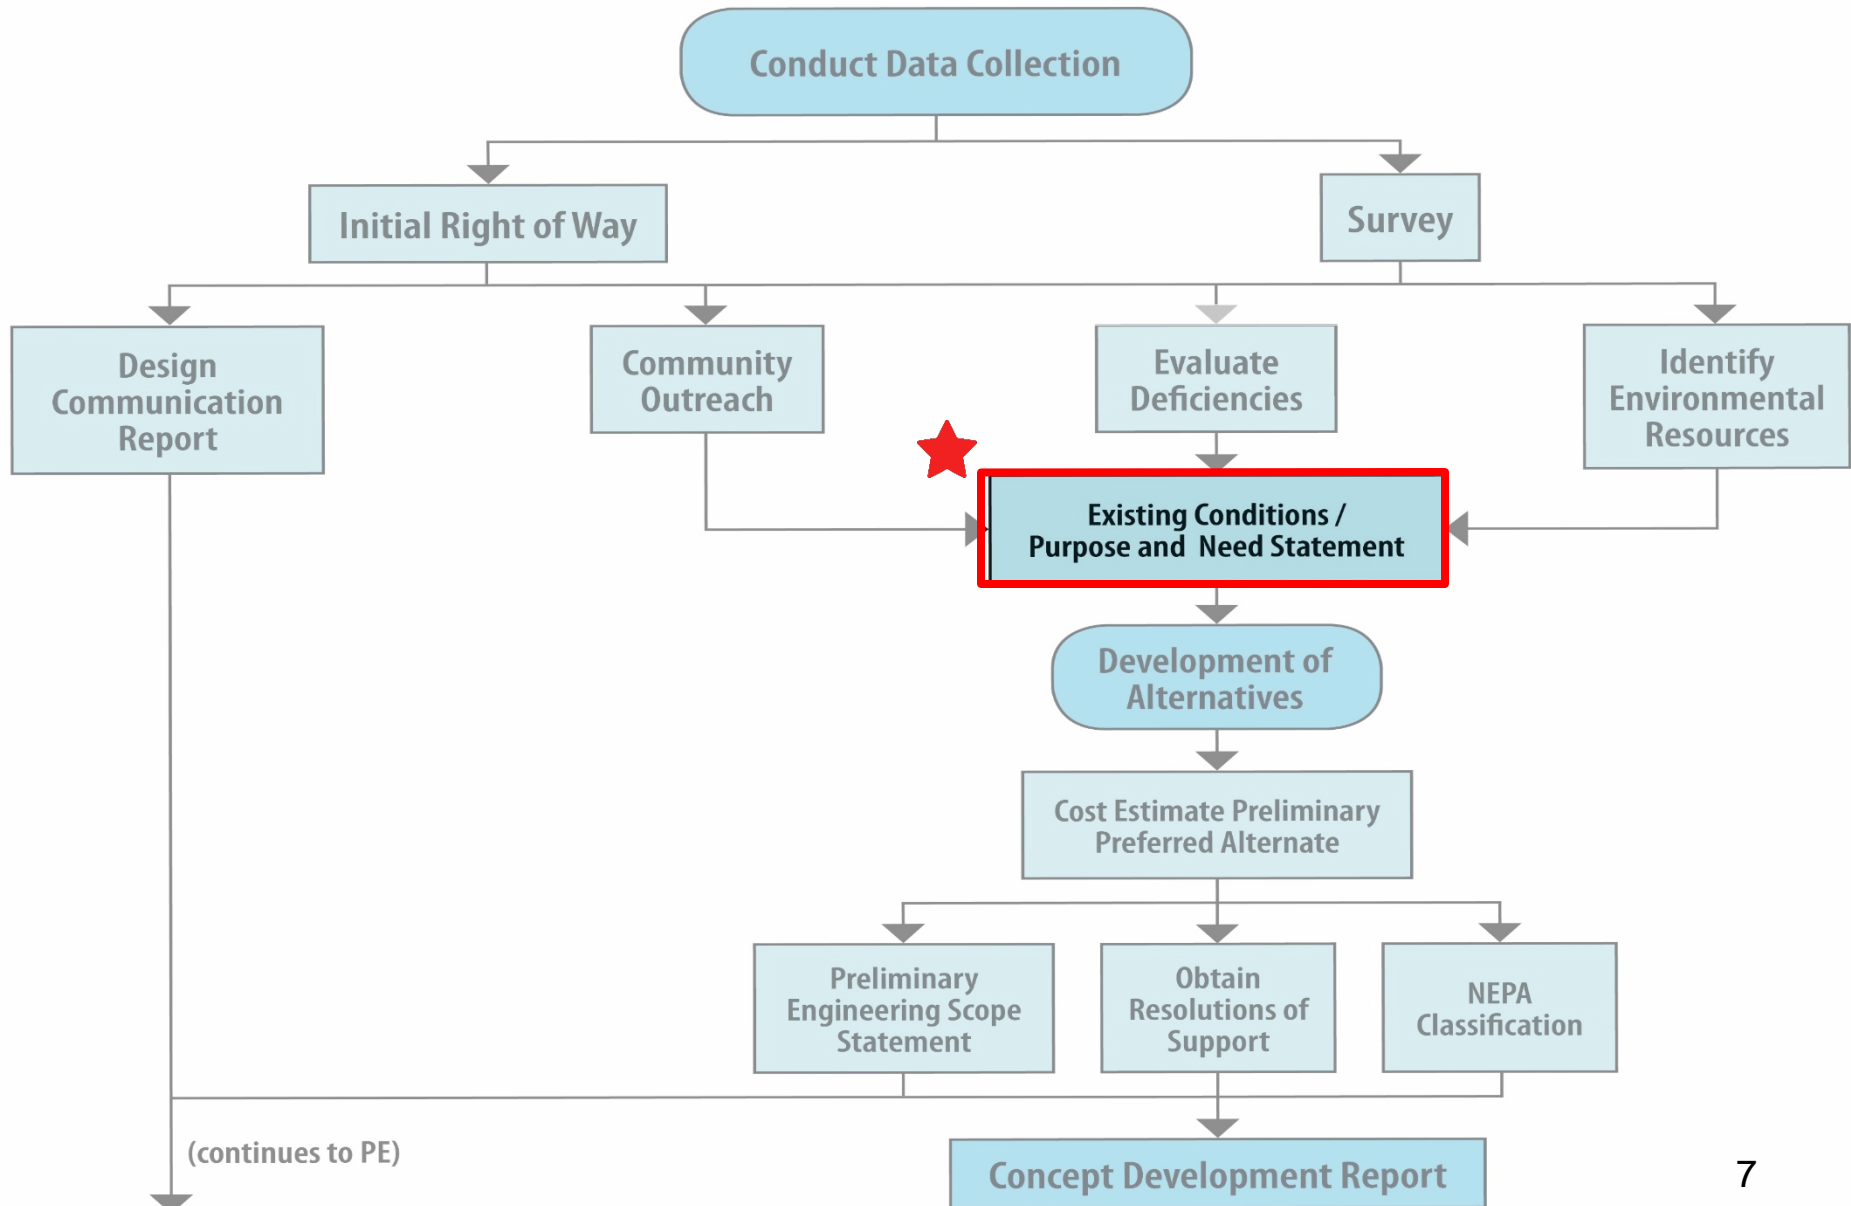 Conduct Data Collection
Initial Right of Way
Survey
Design
Communication
Report
Community
Outreach
Evaluate
Deficiencies
Identify
Environmental
Resources
Existing Conditions /
Purpose and Need Statement
Development of
Alternatives
Cost Estimate Preliminary
Preferred Alternate
Preliminary
Engineering Scope
Statement
Obtain
Resolutions of
Support
NEPA
Classification
(continues to PE)
Concept Development Report
7